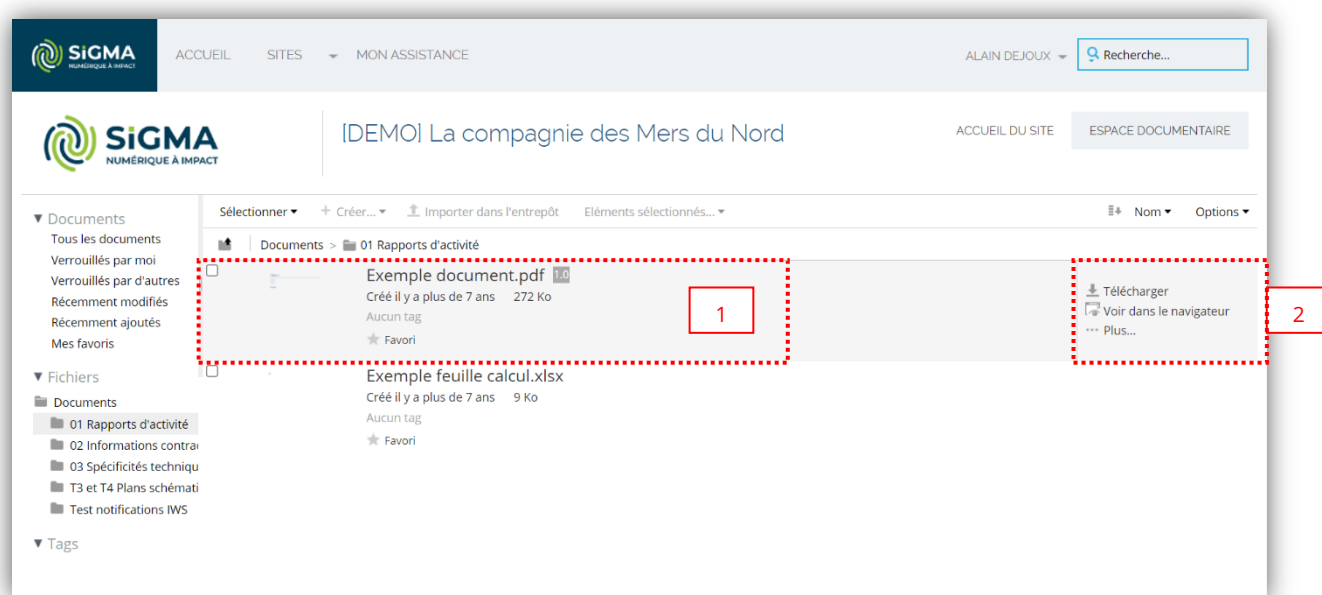 SiGMA
NUMÉRIQUE À IMPACT
ACCUEIL SITES MON ASSISTANCE ALAIN DEJOUX Recherche...
SiGMA
NUMÉRIQUE À IMPACT
[DEMO] La compagnie des Mers du Nord ACCUEIL DU SITE ESPACE DOCUMENTAIRE
Documents
Tous les documents
Verrouillés par moi
Verrouillés par d'autres
Récemment modifiés
Récemment ajoutés
Mes favoris
Fichiers
Documents
01 Rapports d'activité
02 Informations contra
03 Spécificités techniqu
T3 et T4 Plans schémati
Test notifications IWS
Tags
Sélectionner + Créer... Importer dans l'entrepôt Eléments sélectionnés... Nom Options
Documents > 01 Rapports d'activité
Exemple document.pdf 1.0
Créé il y a plus de 7 ans 272 Ko
Aucun tag
Favori
1
Télécharger
Voir dans le navigateur
Plus...
2
Exemple feuille calcul.xlsx
Créé il y a plus de 7 ans 9 Ko
Aucun tag
Favori